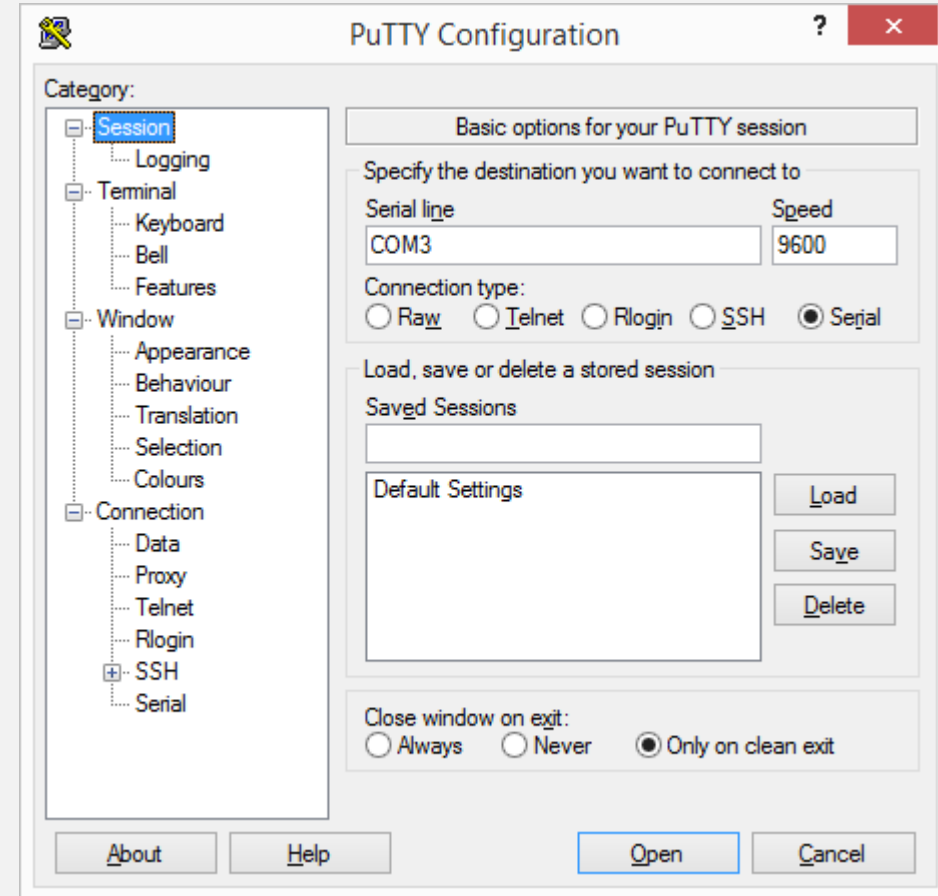 PuTTY Configuration
?
Category:
Session
Logging
Terminal
Keyboard
Bell
Features
Window
Appearance
Behaviour
Translation
Selection
Colours
Connection
Data
Proxy
Telnet
Rlogin
SSH
Serial
Basic options for your PuTTY session
Specify the destination you want to connect to
Serial line Speed
COM3 9600
Connection type:
Raw Telnet Rlogin SSH Serial
Load, save or delete a stored session
Saved Sessions
Default Settings
Load
Save
Delete
Close window on exit:
Always Never Only on clean exit
About Help Open Cancel